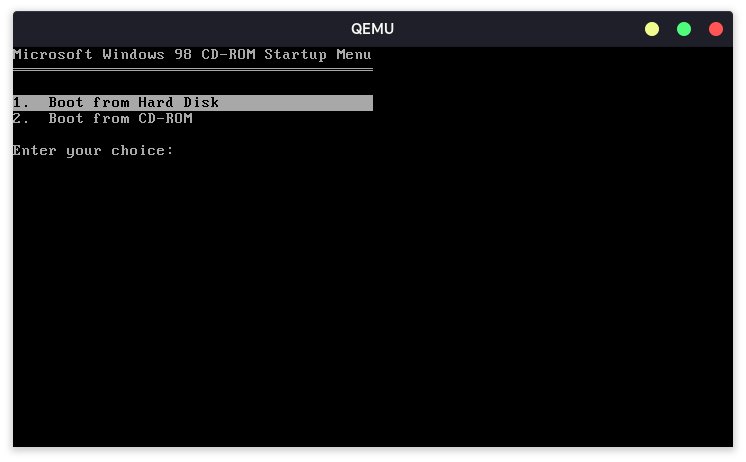 QEMU
Microsoft Windows 98 CD-ROM Startup Menu
1.  Boot from Hard Disk
2.  Boot from CD-ROM
Enter your choice: